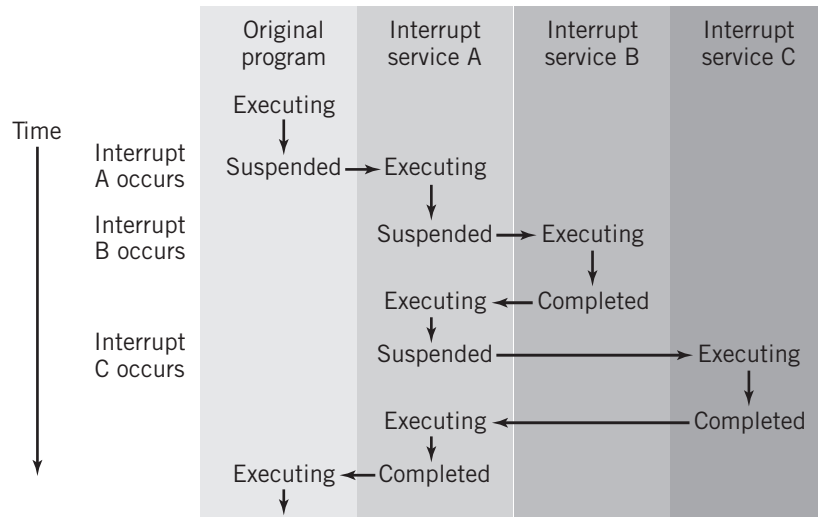 Original
program
Interrupt
service A
Interrupt
service B
Interrupt
service C
Executing
Time
Interrupt
A occurs
Suspended
Executing
Interrupt
B occurs
Suspended
Executing
Executing
Completed
Interrupt
C occurs
Suspended
Executing
Executing
Completed
Executing
Completed